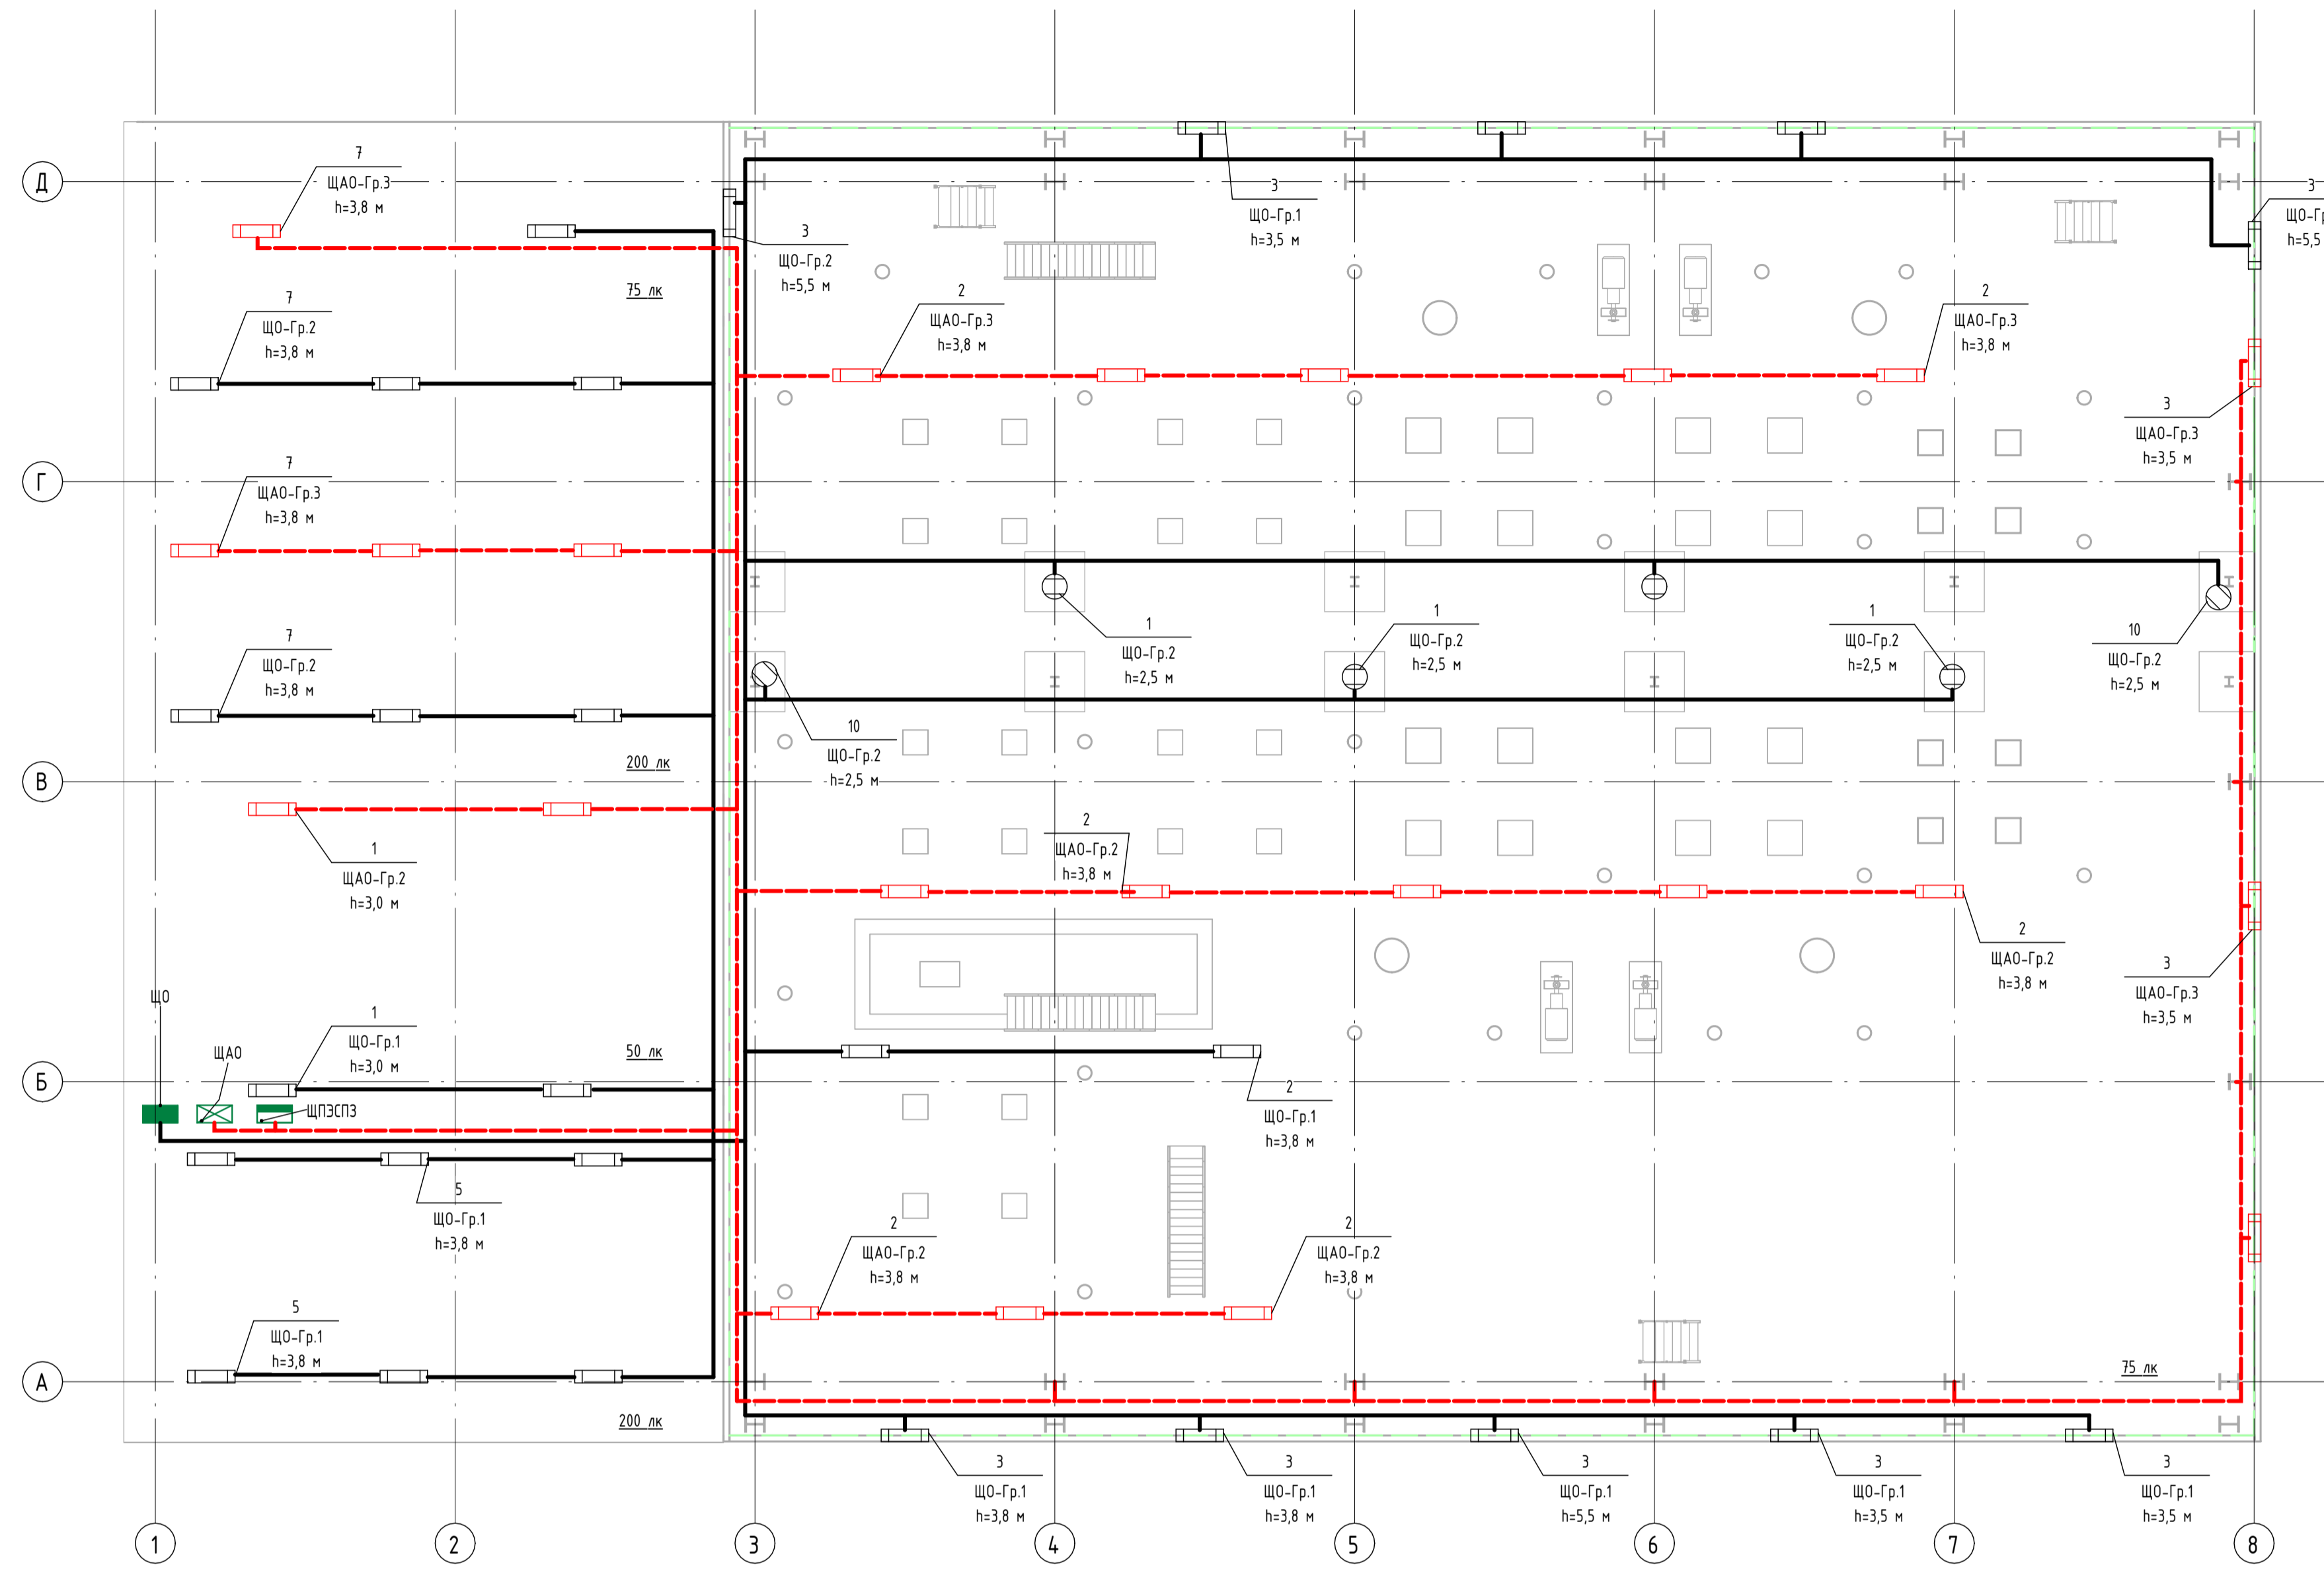 7
ЩАО-Гр.3
h=3,8 м
Д
3
ЩО-Гр.1
h=3,5 м
3
ЩО-Гр
h=5,5
3
ЩО-Гр.2
h=5,5 м
75 лк
7
ЩО-Гр.2
h=3,8 м
2
ЩАО-Гр.3
h=3,8 м
2
ЩАО-Гр.3
h=3,8 м
3
ЩАО-Гр.3
h=3,5 м
Г
7
ЩАО-Гр.3
h=3,8 м
7
ЩО-Гр.2
h=3,8 м
1
ЩО-Гр.2
h=2,5 м
1
ЩО-Гр.2
h=2,5 м
1
ЩО-Гр.2
h=2,5 м
10
ЩО-Гр.2
h=2,5 м
10
ЩО-Гр.2
h=2,5 м
200 лк
В
1
ЩАО-Гр.2
h=3,0 м
2
ЩАО-Гр.2
h=3,8 м
2
ЩАО-Гр.2
h=3,8 м
3
ЩАО-Гр.3
h=3,5 м
ЩО
ЩАО
ЩПЭСПЗ
1
ЩО-Гр.1
h=3,0 м
50 лк
Б
2
ЩО-Гр.1
h=3,8 м
5
ЩО-Гр.1
h=3,8 м
2
ЩАО-Гр.2
h=3,8 м
2
ЩАО-Гр.2
h=3,8 м
5
ЩО-Гр.1
h=3,8 м
А
75 лк
200 лк
3
ЩО-Гр.1
h=3,8 м
3
ЩО-Гр.1
h=3,8 м
3
ЩО-Гр.1
h=5,5 м
3
ЩО-Гр.1
h=3,5 м
3
ЩО-Гр.1
h=3,5 м
1
2
3
4
5
6
7
8